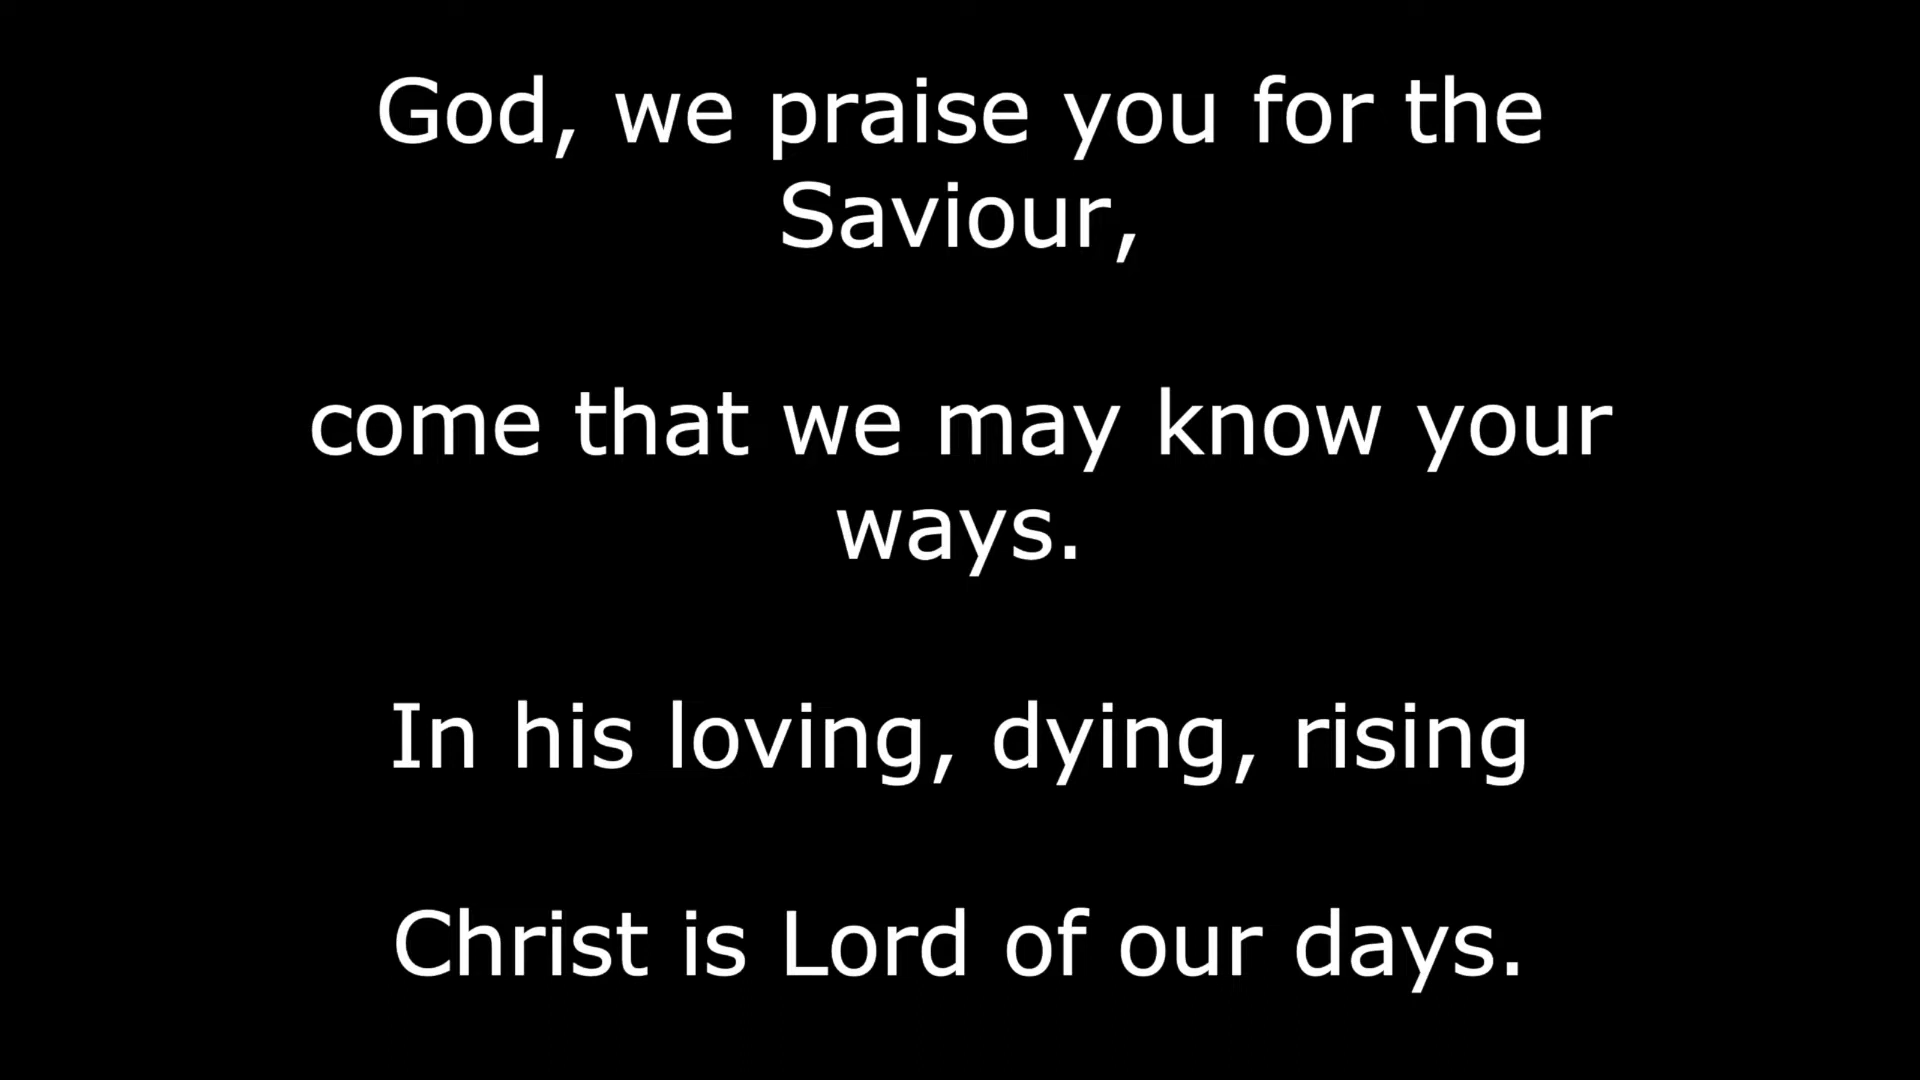 God, we praise you for the
Saviour,
come that we may know your
ways.
In his loving, dying, rising
Christ is Lord of our days.